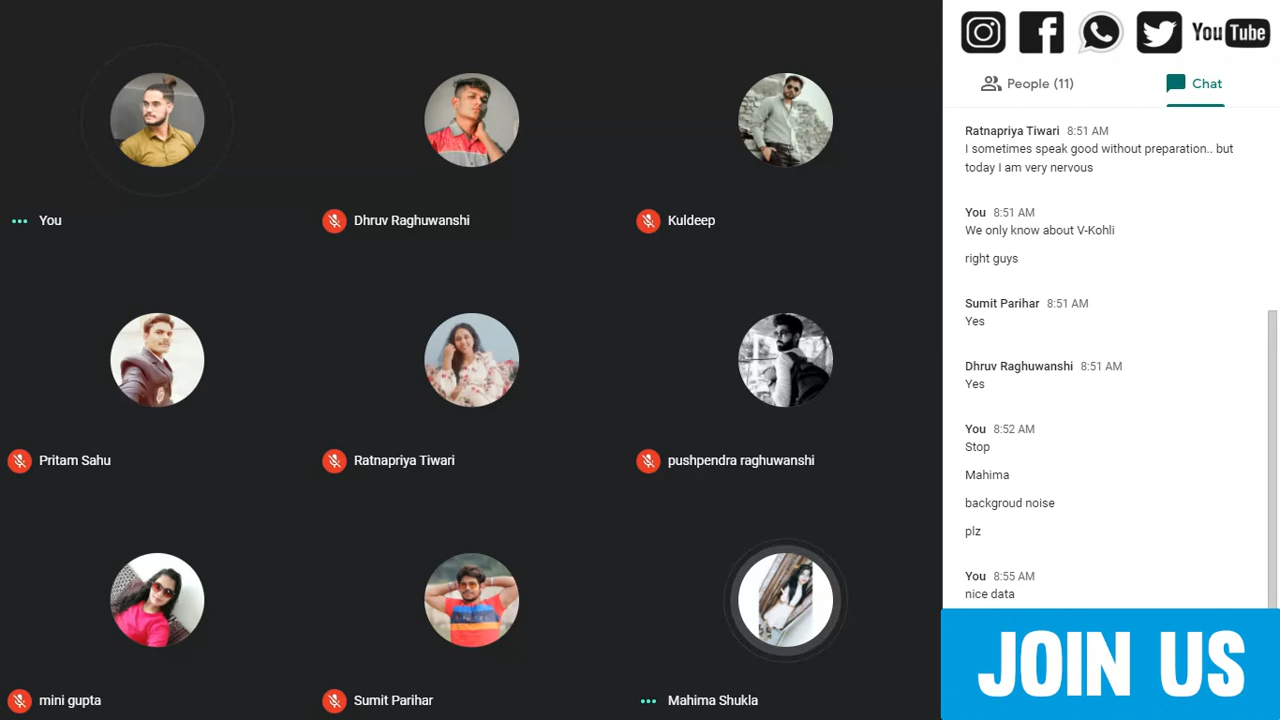 You
Dhruv Raghuwanshi
Kuldeep
Pritam Sahu
Ratnapriya Tiwari
pushpendra raghuwanshi
mini gupta
Sumit Parihar
Mahima Shukla
You Tube
People (11)
Chat
Ratnapriya Tiwari 8:51 AM
I sometimes speak good without preparation.. but
today I am very nervous
You 8:51 AM
We only know about V-Kohli
right guys
Sumit Parihar 8:51 AM
Yes
Dhruv Raghuwanshi 8:51 AM
Yes
You 8:52 AM
Stop
Mahima
backgroud noise
plz
You 8:55 AM
nice data
JOIN US